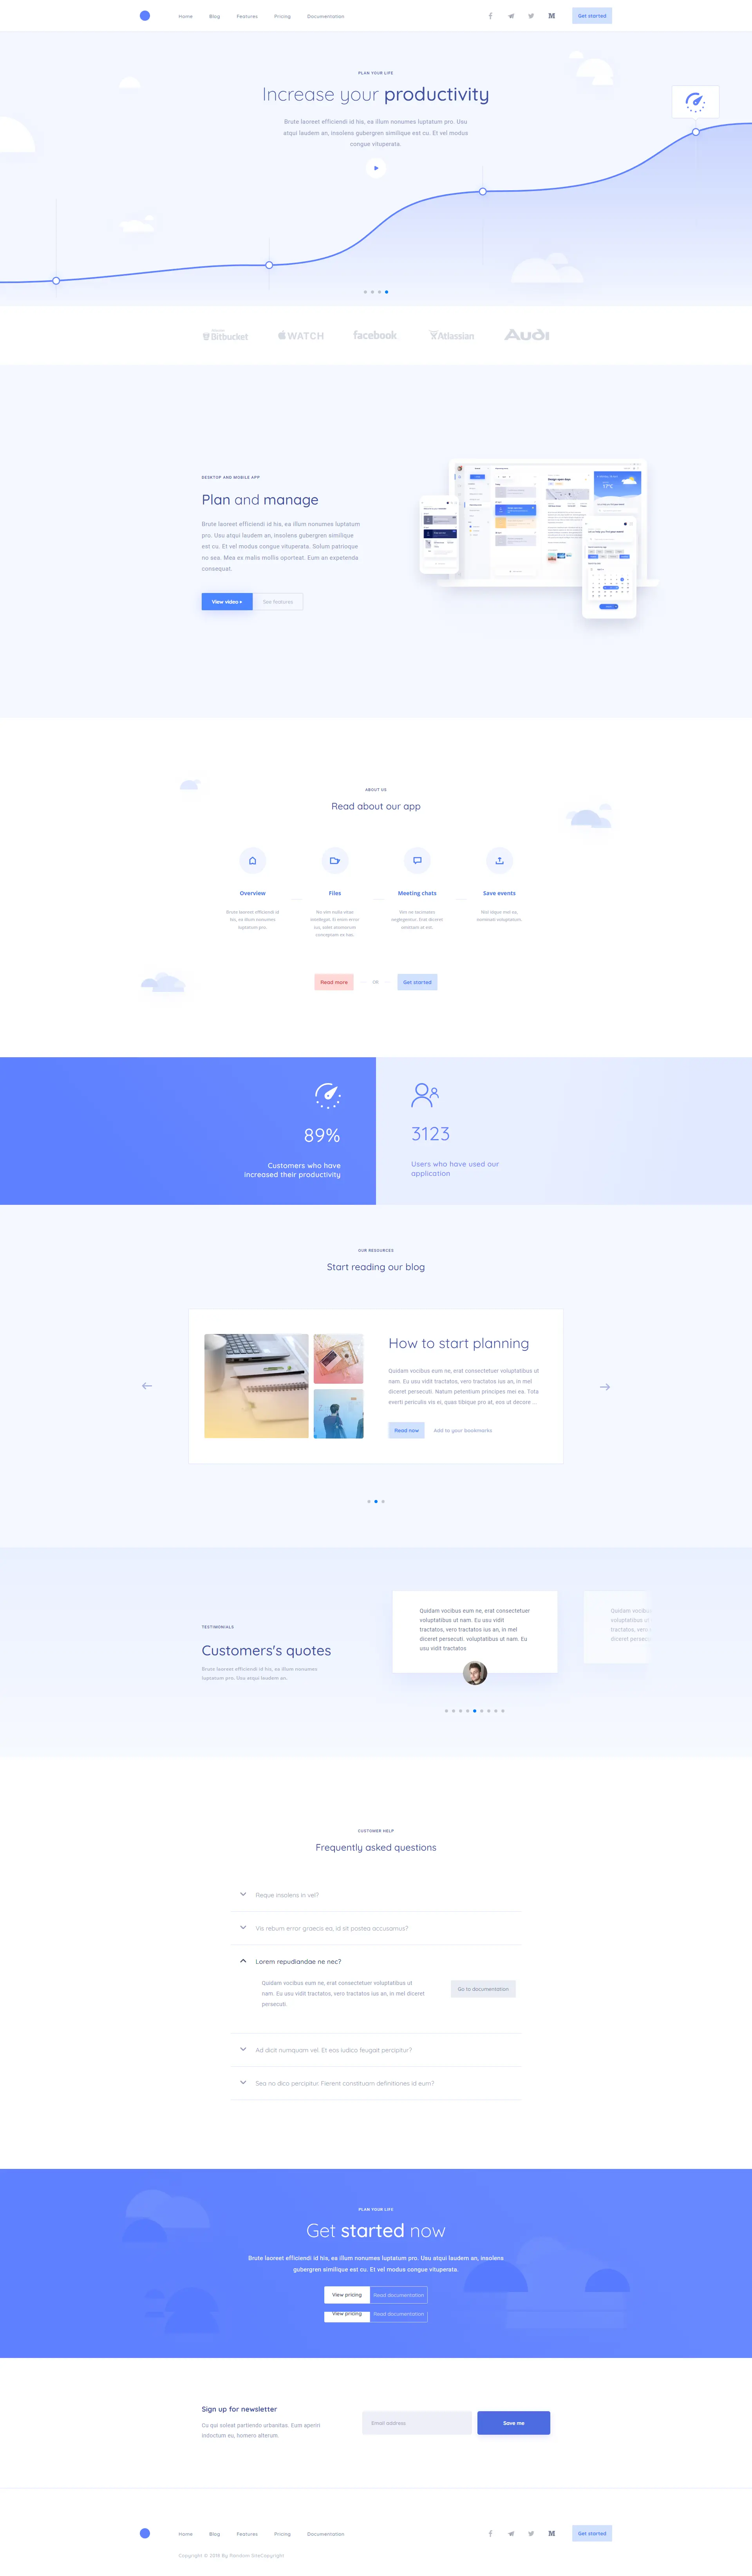 Home Blog Features Pricing Documentation
Get started
PLAN YOUR LIFE
Increase your productivity
Brute laoreet efficiendi id his, ea illum nonumes luptatum pro. Usu
atqui laudem an, insolens gubergren similique est cu. Et vel modus
congue vituperata.
Bitbucket WATCH facebook Atlassian Audi
DESKTOP AND MOBILE APP
Plan and manage
Brute laoreet efficiendi id his, ea illum nonumes luptatum
pro. Usu atqui laudem an, insolens gubergren similique
est cu. Et vel modus congue vituperata. Solum patrioque
no sea. Mea ex malis mollis oporteat. Eum an expetenda
consequat.
View video
See features
ABOUT US
Read about our app
Overview
Brute laoreet efficiendi id
his, ea illum nonumes
luptatum pro.
Files
No vim nulla vitae
intellegat. Ei enim error
ius, solet atomorum
conceptam ex has.
Meeting chats
Vim ne tacimates
neglegentur. Erat diceret
omittam at est.
Save events
Nisl idque mel ea,
nominati voluptatum.
Read more
OR
Get started
89%
Customers who have
increased their productivity
3123
Users who have used our
application
OUR RESOURCES
Start reading our blog
How to start planning
Quidam vocibus eum ne, erat consectetuer voluptatibus ut
nam. Eu usu vidit tractatos, vero tractatos ius an, in mel
diceret persecuti. Natum petentium principes mei ea. Tota
everti periculis vis ei, quas tibique pro at, eos ut decore ...
Read now
Add to your bookmarks
TESTIMONIALS
Customers's quotes
Brute laoreet efficiendi id his, ea illum nonumes
luptatum pro. Usu atqui laudem an.
Quidam vocibus eum ne, erat consectetuer
voluptatibus ut nam. Eu usu vidit
tractatos, vero tractatos ius an, in mel
diceret persecuti. voluptatibus ut nam. Eu
usu vidit tractatos
Quidam vocibus
voluptatibus ut
tractatos, vero
diceret persecu
CUSTOMER HELP
Frequently asked questions
Reque insolens in vel?
Vis rebum error graecis ea, id sit postea accusamus?
Lorem repudiandae ne nec?
Quidam vocibus eum ne, erat consectetuer voluptatibus ut
nam. Eu usu vidit tractatos, vero tractatos ius an, in mel diceret
persecuti.
Go to documentation
Ad dicit numquam vel. Et eos iudico feugait percipitur?
Sea no dico percipitur. Fierent constituam definitiones id eum?
PLAN YOUR LIFE
Get started now
Brute laoreet efficiendi id his, ea illum nonumes luptatum pro. Usu atqui laudem an, insolens
gubergren similique est cu. Et vel modus congue vituperata.
View pricing
Read documentation
View pricing
Read documentation
Sign up for newsletter
Cu qui soleat partiendo urbanitas. Eum aperiri
indoctum eu, homero alterum.
Email address
Save me
Home Blog Features Pricing Documentation
Get started
Copyright © 2018 By Random SiteCopyright